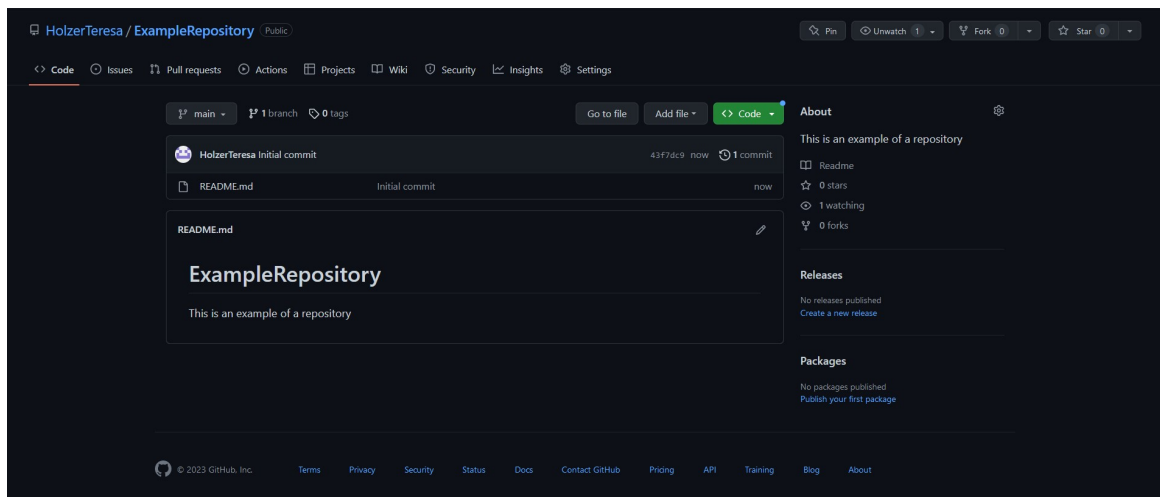 HolzerTeresa / ExampleRepository Public
Pin Unwatch 1 Fork 0 Star 0
<> Code Issues Pull requests Actions Projects Wiki Security Insights Settings
main 1 branch 0 tags Go to file Add file <> Code
HolzerTeresa Initial commit 43f7dc9 now 1 commit
README.md Initial commit now
README.md
ExampleRepository
This is an example of a repository
About
This is an example of a repository
Readme
0 stars
1 watching
0 forks
Releases
No releases published
Create a new release
Packages
No packages published
Publish your first package
© 2023 GitHub, Inc. Terms Privacy Security Status Docs Contact GitHub Pricing API Training Blog About